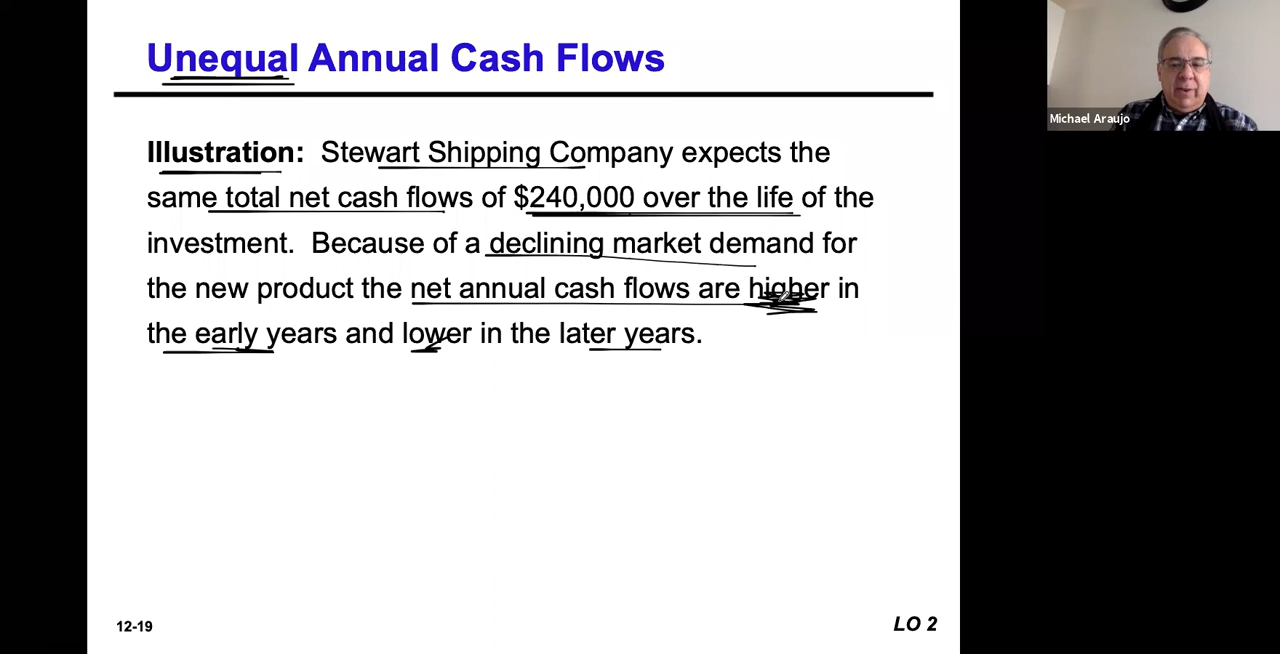 Unequal Annual Cash Flows
Michael Araujo
Illustration: Stewart Shipping Company expects the
same total net cash flows of $240,000 over the life of the
investment. Because of a declining market demand for
the new product the net annual cash flows are higher in
the early years and lower in the later years.
12-19
LO 2